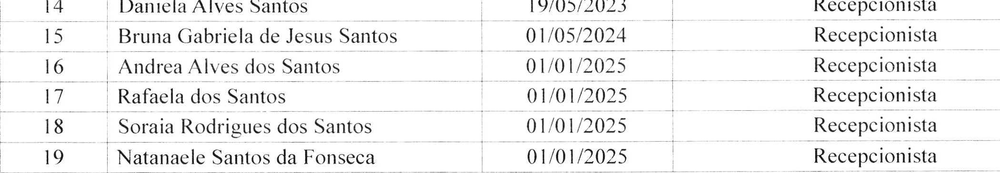 14 Daniela Alves Santos 19/05/2023 Recepcionista
15 Bruna Gabriela de Jesus Santos 01/05/2024 Recepcionista
16 Andrea Alves dos Santos 01/01/2025 Recepcionista
17 Rafaela dos Santos 01/01/2025 Recepcionista
18 Soraia Rodrigues dos Santos 01/01/2025 Recepcionista
19 Natanaele Santos da Fonseca 01/01/2025 Recepcionista